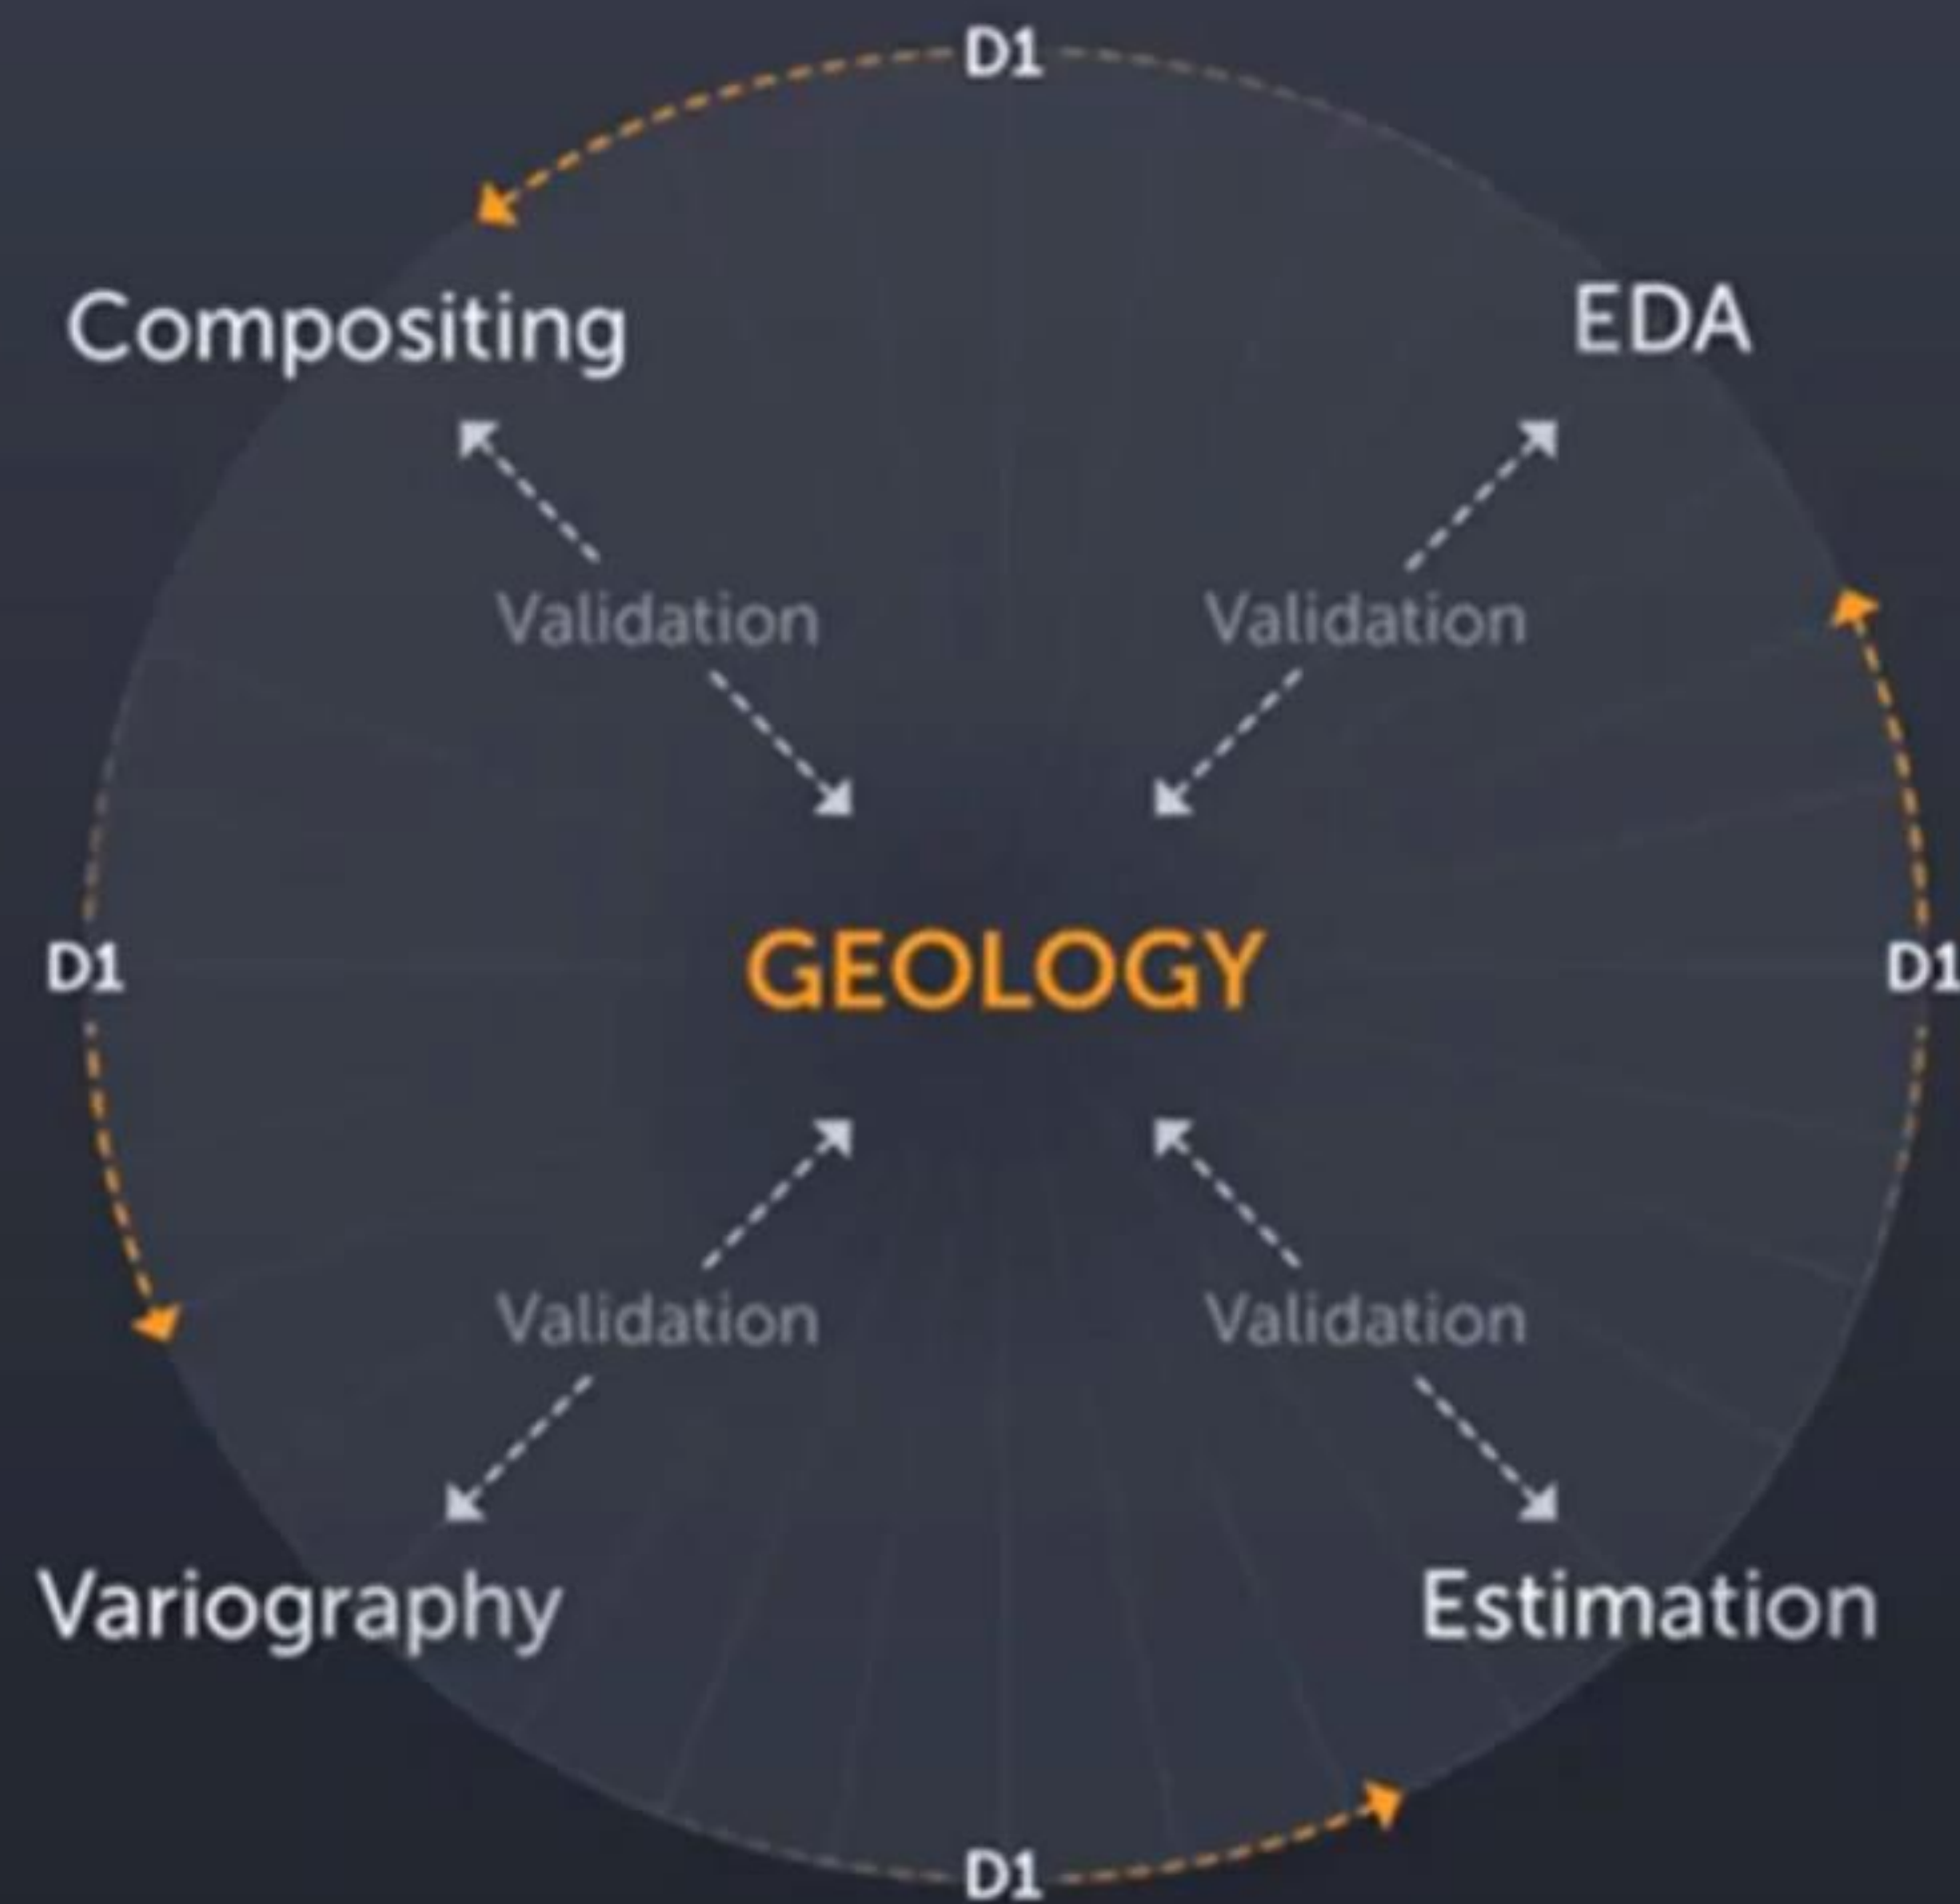 D1
Compositing
EDA
Validation
Validation
D1
GEOLOGY
D1
Validation
Validation
Variography
Estimation
D1